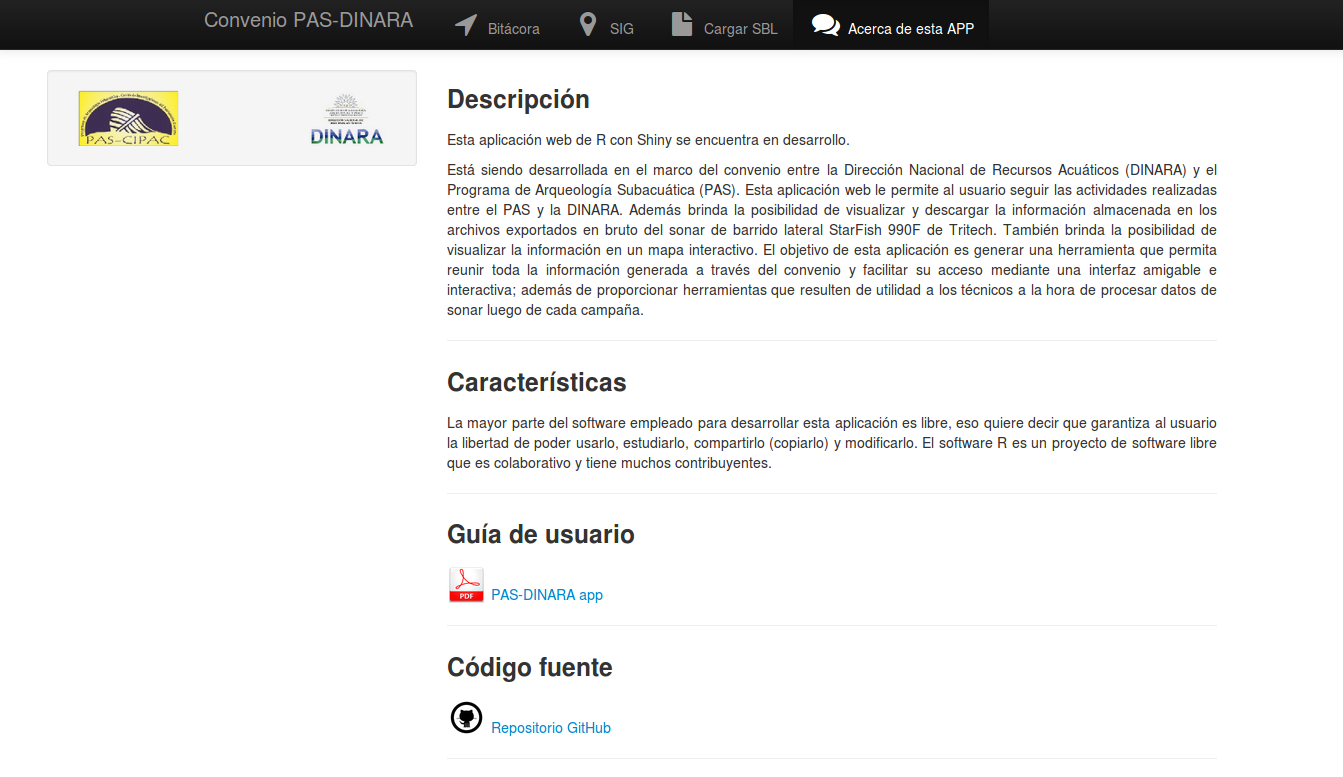 Convenio PAS-DINARA
Bitácora
SIG
Cargar SBL
Acerca de esta APP
PAS-CIPAC
DINARA
Descripción
Esta aplicación web de R con Shiny se encuentra en desarrollo.
Está siendo desarrollada en el marco del convenio entre la Dirección Nacional de Recursos Acuáticos (DINARA) y el
Programa de Arqueología Subacuática (PAS). Esta aplicación web le permite al usuario seguir las actividades realizadas
entre el PAS y la DINARA. Además brinda la posibilidad de visualizar y descargar la información almacenada en los
archivos exportados en bruto del sonar de barrido lateral StarFish 990F de Tritech. También brinda la posibilidad de
visualizar la información en un mapa interactivo. El objetivo de esta aplicación es generar una herramienta que permita
reunir toda la información generada a través del convenio y facilitar su acceso mediante una interfaz amigable e
interactiva; además de proporcionar herramientas que resulten de utilidad a los técnicos a la hora de procesar datos de
sonar luego de cada campaña.
Características
La mayor parte del software empleado para desarrollar esta aplicación es libre, eso quiere decir que garantiza al usuario
la libertad de poder usarlo, estudiarlo, compartirlo (copiarlo) y modificarlo. El software R es un proyecto de software libre
que es colaborativo y tiene muchos contribuyentes.
Guía de usuario
PDF
PAS-DINARA app
Código fuente
Repositorio GitHub